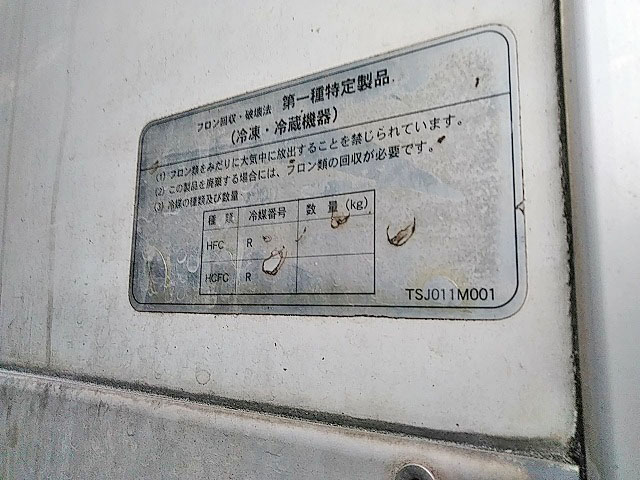 フロン回収・破壊法 第一種特定製品
(冷凍・冷蔵機器)
(1) フロン類をみだりに大気中に放出することを禁じられています。
(2) この製品を廃棄する場合には、フロン類の回収が必要です。
(3) 冷媒の種類及び数量
種 類 冷媒番号 数 量 (kg)
HFC R
HCFC R
TSJ011M001